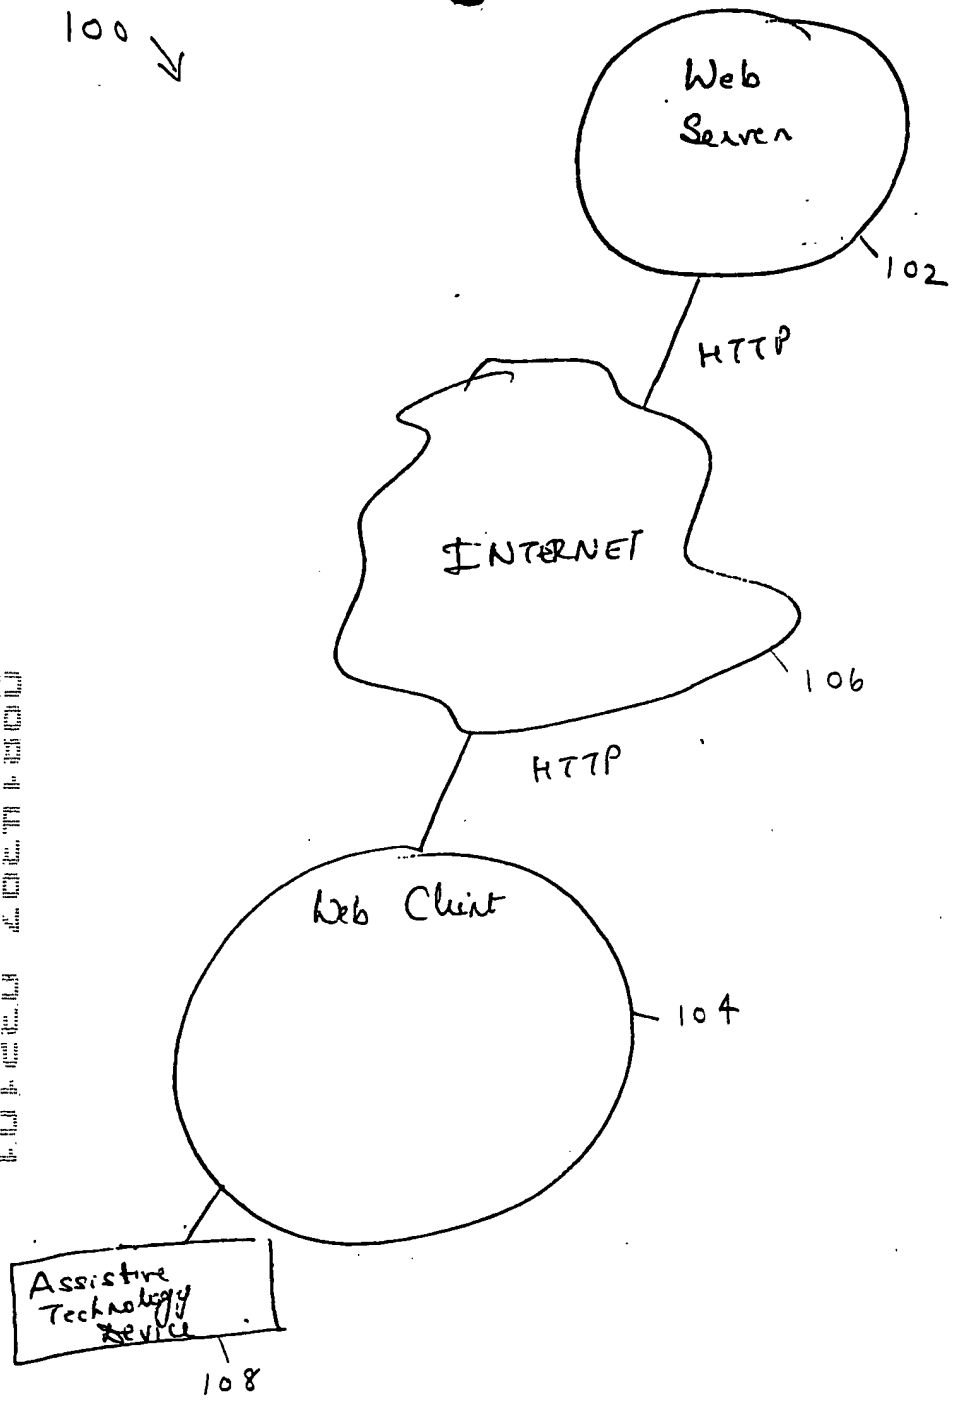 100
Web
Server
102
HTTP
INTERNET
106
HTTP
Web Client
104
Assistive
Technology
Device
108